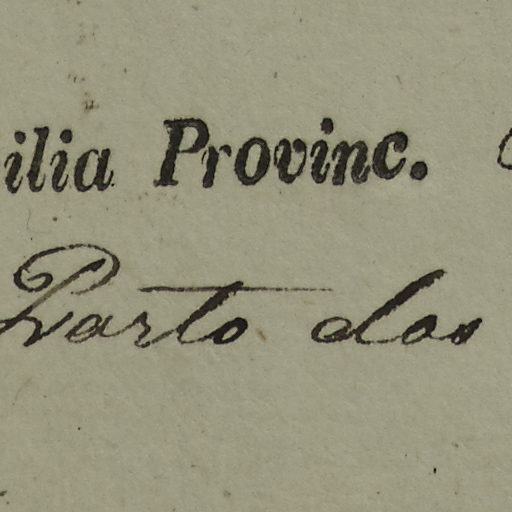 ilia Provinc.
Quarto dos